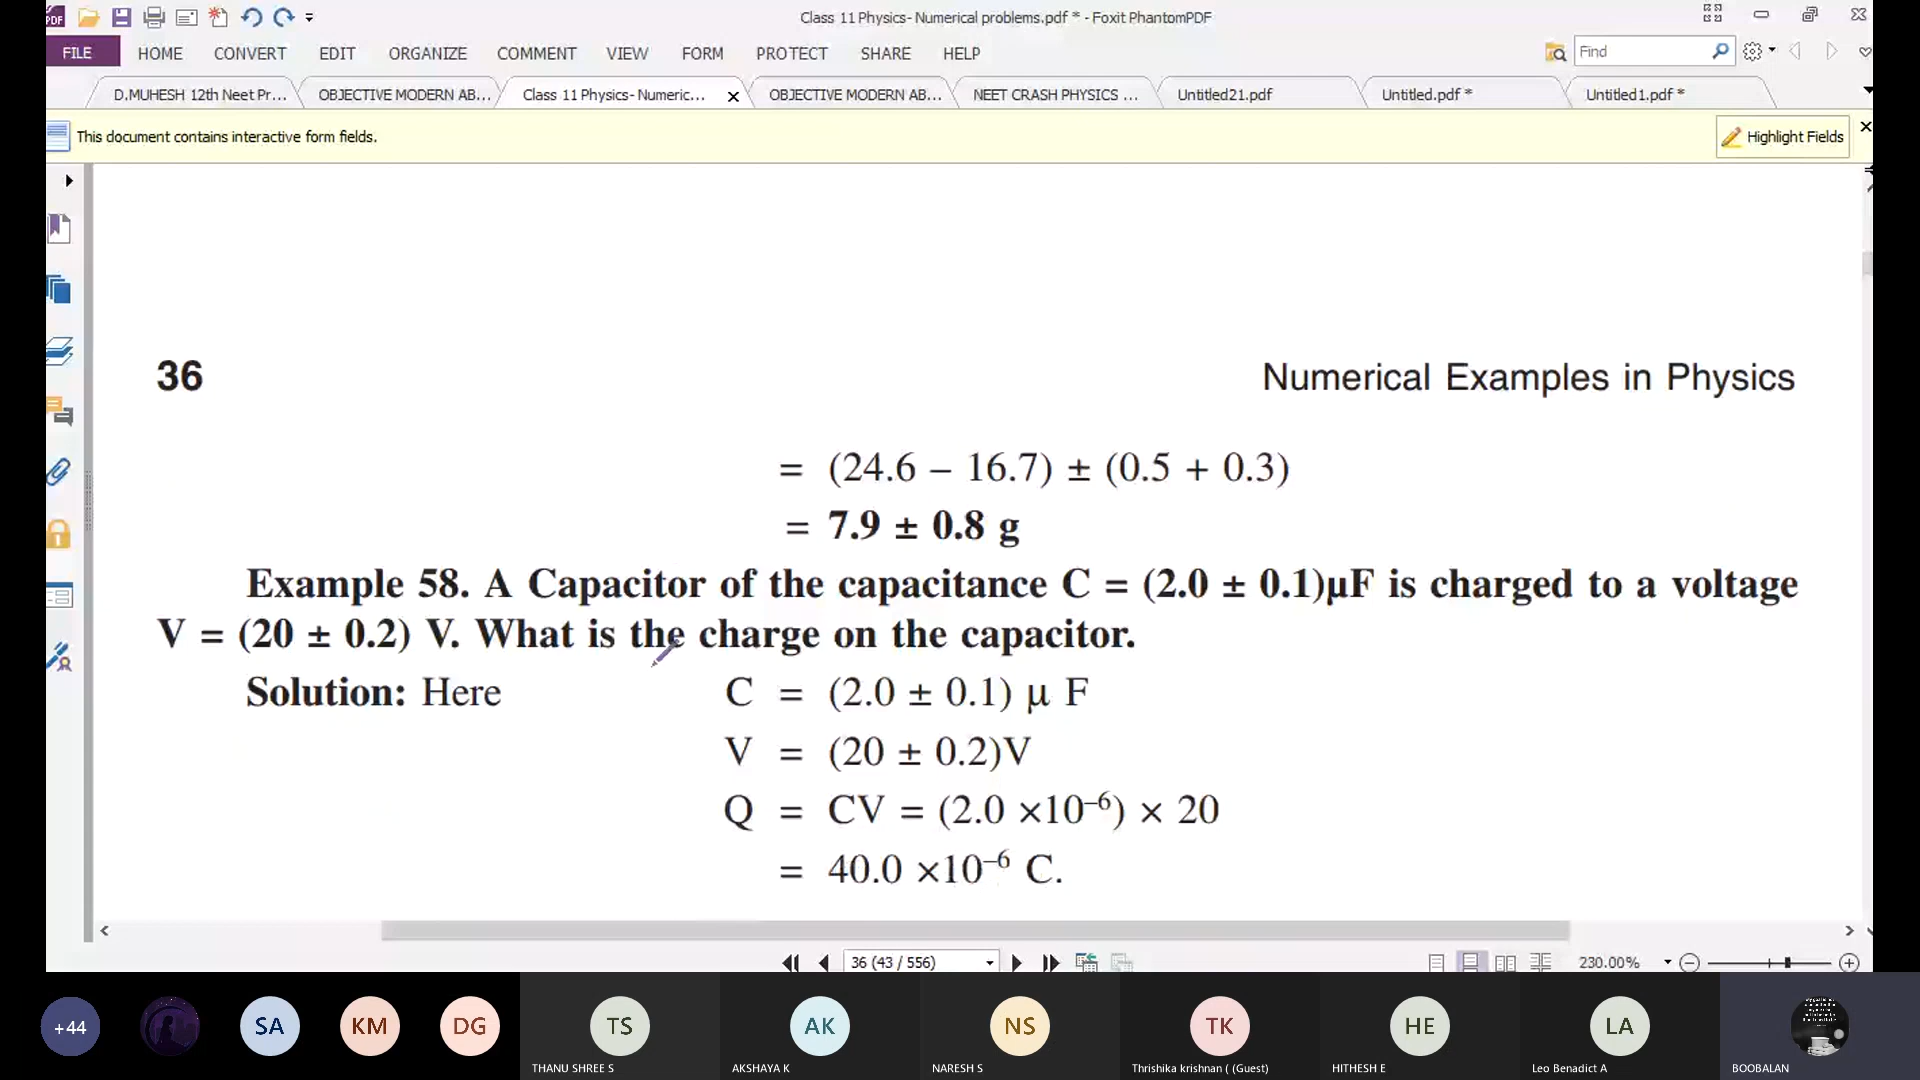 Class 11 Physics- Numerical problems.pdf * - Foxit PhantomPDF
FILE HOME CONVERT EDIT ORGANIZE COMMENT VIEW FORM PROTECT SHARE HELP Find
D.MUHESH 12th Neet Pr... OBJECTIVE MODERN AB... Class 11 Physics- Numeric... OBJECTIVE MODERN AB... NEET CRASH PHYSICS ... Untitled21.pdf Untitled.pdf * Untitled1.pdf *
This document contains interactive form fields. Highlight Fields
36 Numerical Examples in Physics
= (24.6 – 16.7) ± (0.5 + 0.3)
= 7.9 ± 0.8 g
Example 58. A Capacitor of the capacitance C = (2.0 ± 0.1)µF is charged to a voltage
V = (20 ± 0.2) V. What is the charge on the capacitor.
Solution: Here C = (2.0 ± 0.1) µ F
V = (20 ± 0.2)V
Q = CV = (2.0 ×10⁻⁶) × 20
= 40.0 ×10⁻⁶ C.
36 (43 / 556) 230.00%
+44 SA KM DG TS AK NS TK HE LA
THANU SHREE S AKSHAYA K NARESH S Thrishika krishnan ( (Guest) HITHESH E Leo Benadict A BOOBALAN